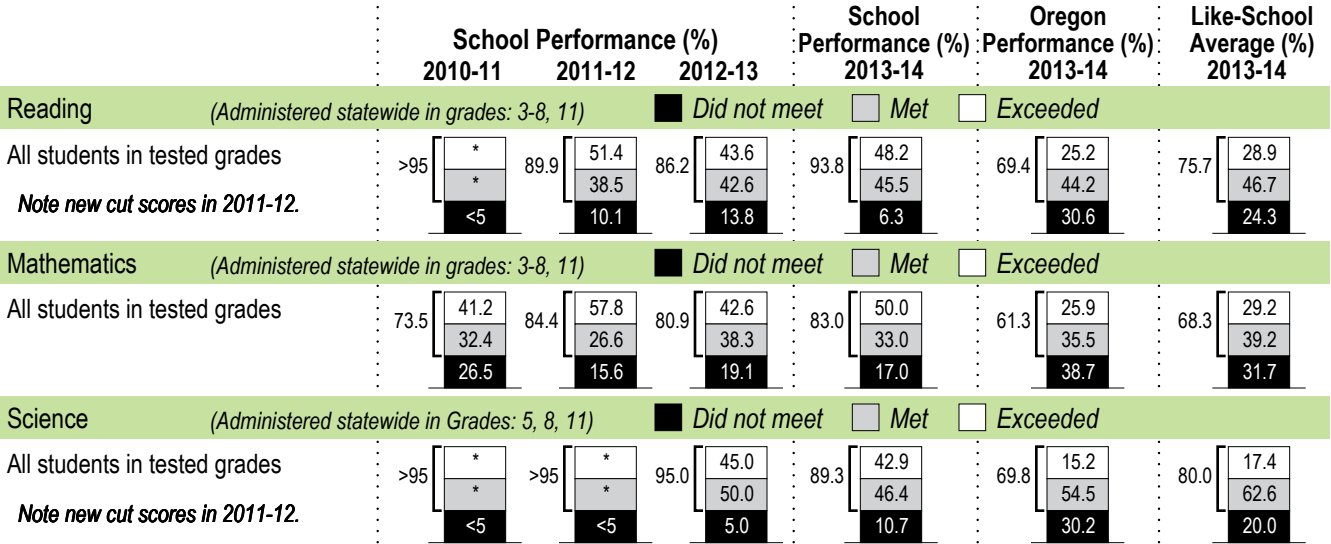 School Performance (%)
2010-11 2011-12 2012-13
School
Performance (%)
2013-14
Oregon
Performance (%)
2013-14
Like-School
Average (%)
2013-14
Reading (Administered statewide in grades: 3-8, 11) Did not meet Met Exceeded
All students in tested grades
Note new cut scores in 2011-12.
>95 * * <5
89.9 51.4 38.5 10.1
86.2 43.6 42.6 13.8
93.8 48.2 45.5 6.3
69.4 25.2 44.2 30.6
75.7 28.9 46.7 24.3
Mathematics (Administered statewide in grades: 3-8, 11) Did not meet Met Exceeded
All students in tested grades
73.5 41.2 32.4 26.5
84.4 57.8 26.6 15.6
80.9 42.6 38.3 19.1
83.0 50.0 33.0 17.0
61.3 25.9 35.5 38.7
68.3 29.2 39.2 31.7
Science (Administered statewide in Grades: 5, 8, 11) Did not meet Met Exceeded
All students in tested grades
Note new cut scores in 2011-12.
>95 * * <5
>95 * * <5
95.0 45.0 50.0 5.0
89.3 42.9 46.4 10.7
69.8 15.2 54.5 30.2
80.0 17.4 62.6 20.0